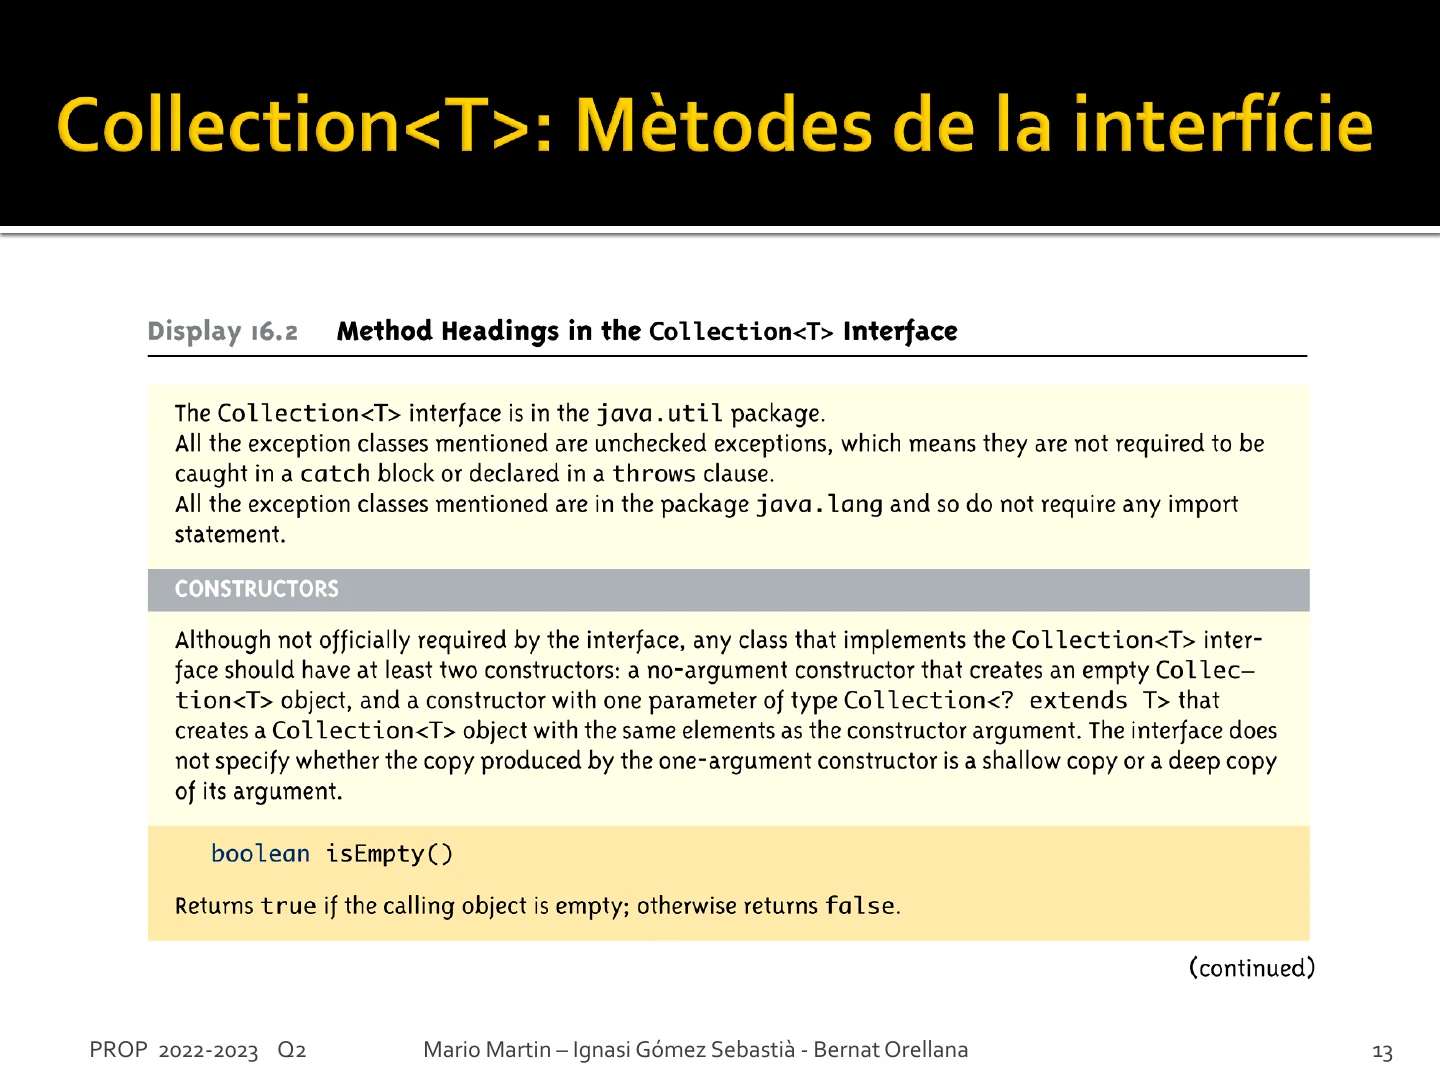 Collection<T>: Mètodes de la interfície
Display 16.2 Method Headings in the Collection<T> Interface
The Collection<T> interface is in the java.util package.
All the exception classes mentioned are unchecked exceptions, which means they are not required to be
caught in a catch block or declared in a throws clause.
All the exception classes mentioned are in the package java.lang and so do not require any import
statement.
CONSTRUCTORS
Although not officially required by the interface, any class that implements the Collection<T> inter-
face should have at least two constructors: a no-argument constructor that creates an empty Collec–
tion<T> object, and a constructor with one parameter of type Collection<? extends T> that
creates a Collection<T> object with the same elements as the constructor argument. The interface does
not specify whether the copy produced by the one-argument constructor is a shallow copy or a deep copy
of its argument.
boolean isEmpty()
Returns true if the calling object is empty; otherwise returns false.
(continued)
PROP 2022-2023 Q2 Mario Martin – Ignasi Gómez Sebastià - Bernat Orellana 13